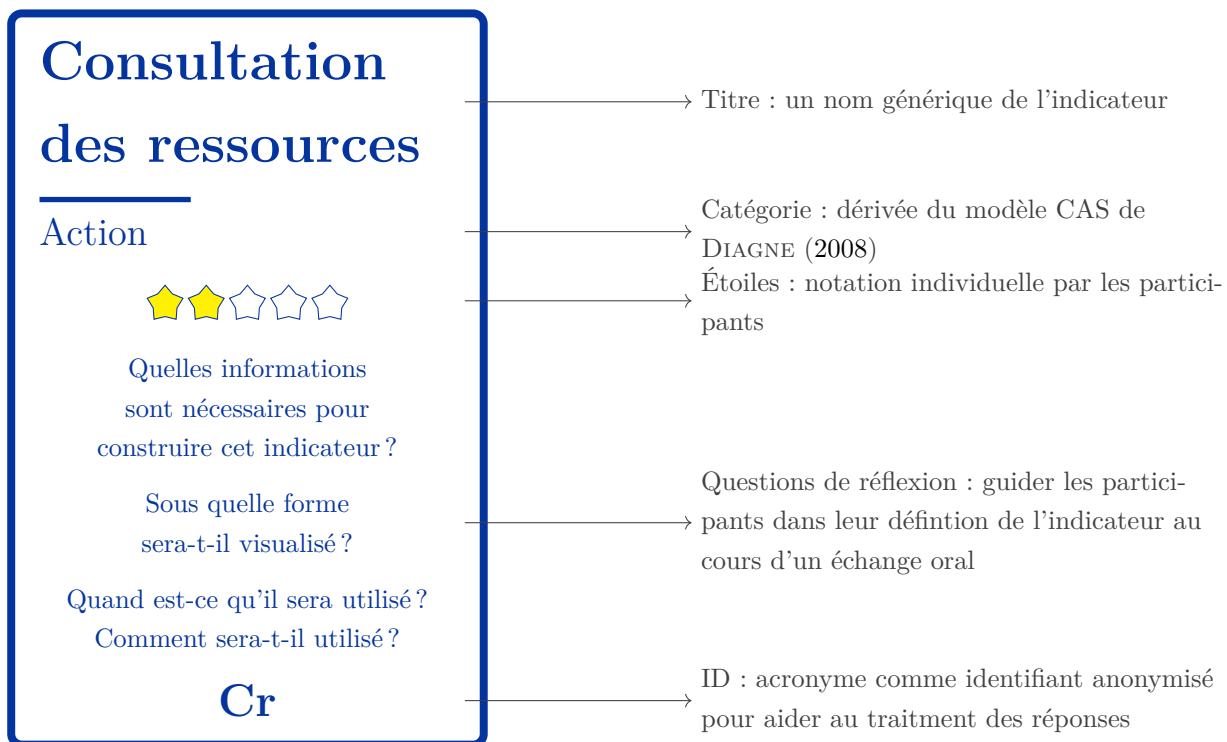 Consultation
des ressources
Action
Quelles informations
sont nécessaires pour
construire cet indicateur ?
Sous quelle forme
sera-t-il visualisé ?
Quand est-ce qu'il sera utilisé ?
Comment sera-t-il utilisé ?
Cr
Titre : un nom générique de l'indicateur
Catégorie : dérivée du modèle CAS de
DIAGNE (2008)
Étoiles : notation individuelle par les partici-
pants
Questions de réflexion : guider les partici-
pants dans leur défintion de l'indicateur au
cours d'un échange oral
ID : acronyme comme identifiant anonymisé
pour aider au traitment des réponses